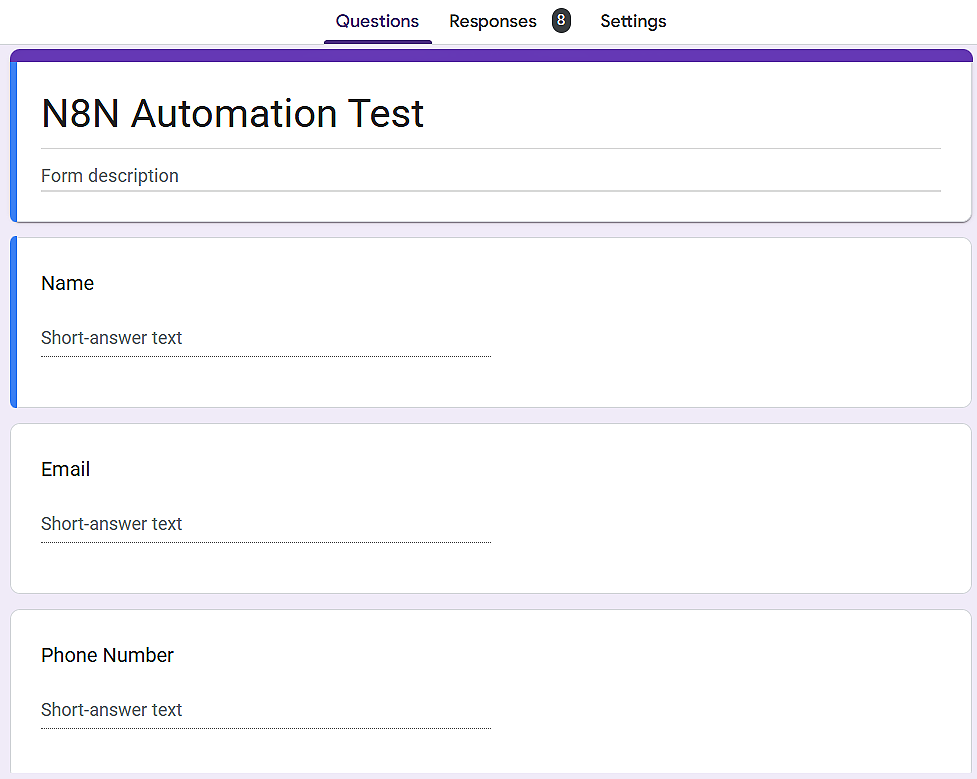 Questions Responses 8 Settings
N8N Automation Test
Form description
Name
Short-answer text
Email
Short-answer text
Phone Number
Short-answer text